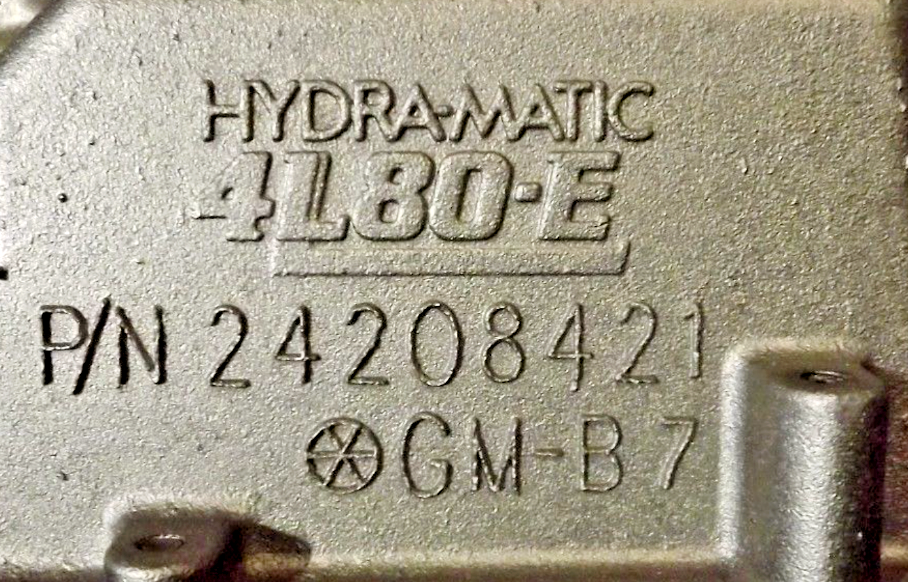 HYDRA-MATIC
4L80-E
P/N 24208421
GM-B7